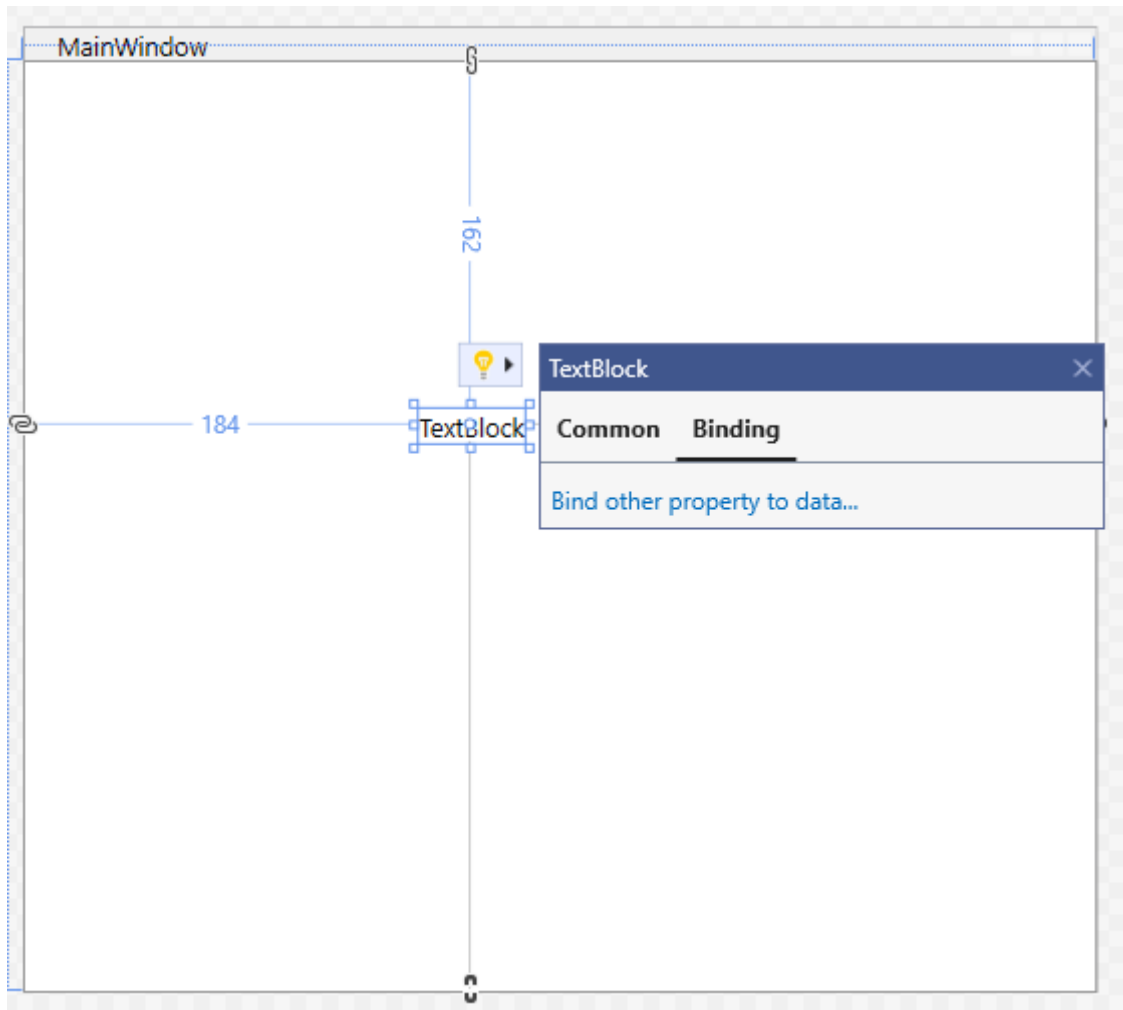 MainWindow
162
TextBlock
184
TextBlock
Common Binding
Bind other property to data...